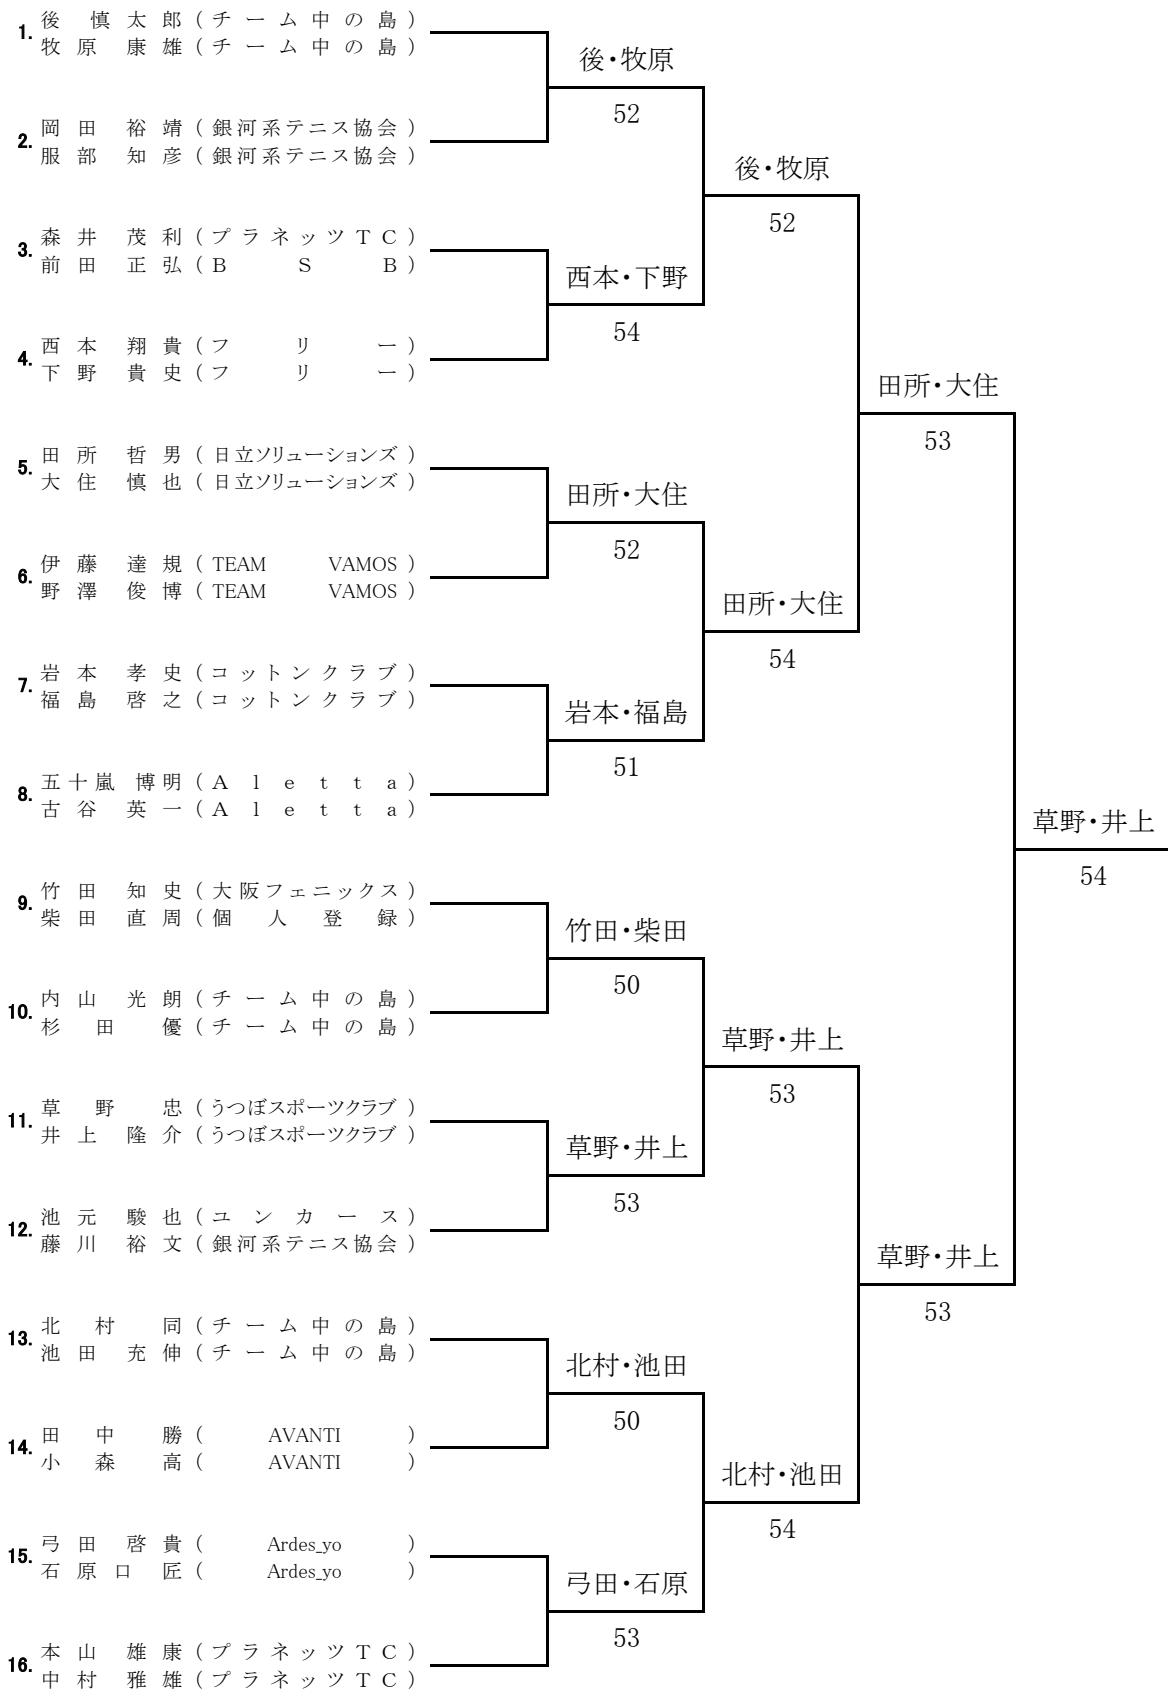 1. 後 慎太郎 (チーム中の島)
牧原 康雄 (チーム中の島)
後・牧原
52
2. 岡田 裕靖 (銀河系テニス協会)
服部 知彦 (銀河系テニス協会)
後・牧原
52
3. 森井 茂利 (プラネッツTC)
前田 正弘 (BSB)
西本・下野
54
4. 西本 翔貴 (フリー)
下野 貴史 (フリー)
田所・大住
53
5. 田所 哲男 (日立ソリューションズ)
大住 慎也 (日立ソリューションズ)
田所・大住
52
6. 伊藤 達規 (TEAM VAMOS)
野澤 俊博 (TEAM VAMOS)
田所・大住
54
7. 岩本 孝史 (コットンクラブ)
福島 啓之 (コットンクラブ)
岩本・福島
51
8. 五十嵐 博明 (Aletta)
古谷 英一 (Aletta)
草野・井上
54
9. 竹田 知史 (大阪フェニックス)
柴田 直周 (個人登録)
竹田・柴田
50
10. 内山 光朗 (チーム中の島)
杉田 優 (チーム中の島)
草野・井上
53
11. 草野 忠 (うつぼスポーツクラブ)
井上 隆介 (うつぼスポーツクラブ)
草野・井上
53
12. 池元 駿也 (ユンカース)
藤川 裕文 (銀河系テニス協会)
草野・井上
53
13. 北村 同 (チーム中の島)
池田 充伸 (チーム中の島)
北村・池田
50
14. 田中 勝 (AVANTI)
小森 高 (AVANTI)
北村・池田
54
15. 弓田 啓貴 (Ardes_yo)
石原口 匠 (Ardes_yo)
弓田・石原
53
16. 本山 雄康 (プラネッツTC)
中村 雅雄 (プラネッツTC)